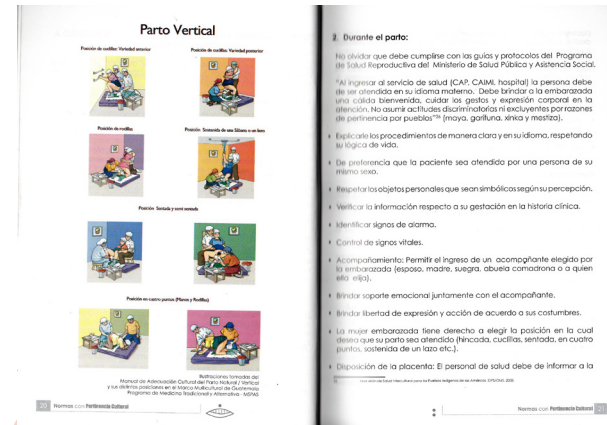 Parto Vertical
Posición de cuclillas: Variedad anterior
Posición de cuclillas: Variedad posterior
Posición de rodillas
Posición Sostenida de una Sábana o un lazo
Posición Sentada y semi sentada
Posición en cuatro puntos (Manos y Rodillas)
Ilustraciones tomadas del
Manual de Adecuación Cultural del Parto Natural / Vertical
y sus distintas posiciones en el Marco Multicultural de Guatemala
Programa de Medicina Tradicional y Alternativa - MSPAS
20 Normas con Pertinencia Cultural
2. Durante el parto:
No olvidar que debe cumplirse con las guías y protocolos del Programa
de Salud Reproductiva del Ministerio de Salud Público y Asistencia Social.
"Al ingresar al servicio de salud (CAP, CAIMI, hospital) la persona debe
de ser atendida en su idioma materno. Debe brindar a la embarazada
una cálida bienvenida, cuidar los gestos y expresión corporal en la
atención. No asumir actitudes discriminatorias ni excluyentes por razones
de pertinencia por pueblos" (maya, garífuna, xinka y mestiza).
Explicarle los procedimientos de manera clara y en su idioma, respetando
su lógica de vida.
De preferencia que la paciente sea atendida por una persona de su
mismo sexo.
Respetar los objetos personales que sean simbólicos según su percepción.
Verificar la información respecto a su gestación en la historia clínica.
Identificar signos de alarma.
Control de signos vitales.
Acompañamiento: Permitir el ingreso de un acompañante elegido por
la embarazada (esposo, madre, suegra, abuela comadrona o a quien
ella elija).
Brindar soporte emocional juntamente con el acompañante.
Brindar libertad de expresión y acción de acuerdo a sus costumbres.
La mujer embarazada tiene derecho a elegir la posición en la cual
desea que su parto sea atendido (hincada, cuclillas, sentada, en cuatro
puntos, sostenida de un lazo etc.).
Disposición de la placenta: El personal de salud debe de informar a la
Normas con Pertinencia Cultural 21